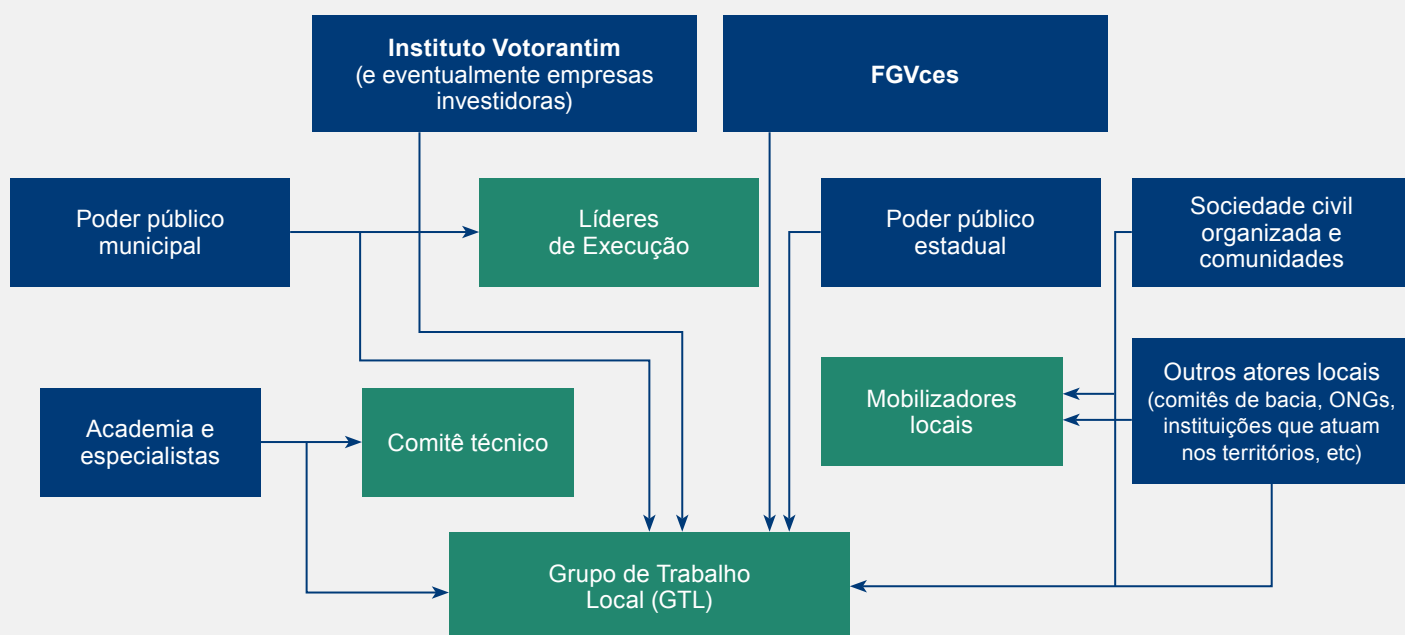 Instituto Votorantim
(e eventualmente empresas
investidoras)
FGVces
Poder público
municipal
Líderes
de Execução
Poder público
estadual
Sociedade civil
organizada e
comunidades
Academia e
especialistas
Comitê técnico
Mobilizadores
locais
Outros atores locais
(comitês de bacia, ONGs,
instituições que atuam
nos territórios, etc)
Grupo de Trabalho
Local (GTL)